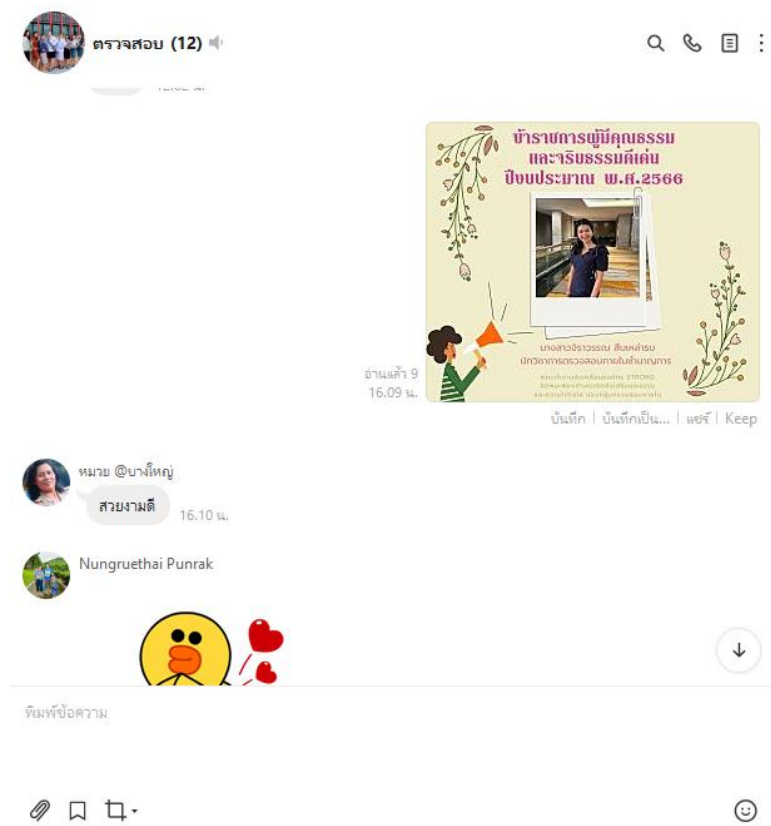 ตรวจสอบ (12)
ข้าราชการผู้มีคุณธรรม
และจริยธรรมดีเด่น
ปีงบประมาณ พ.ศ.2566
นางสาวจิราวรรณ สืบเหล่ารบ
นักวิชาการตรวจสอบภายในชำนาญการ
อ่านแล้ว 9
16.09 น.
บันทึก | บันทึกเป็น... | แชร์ | Keep
หมวย @บางใหญ่
สวยงามดี
16.10 น.
Nungruethai Punrak
พิมพ์ข้อความ